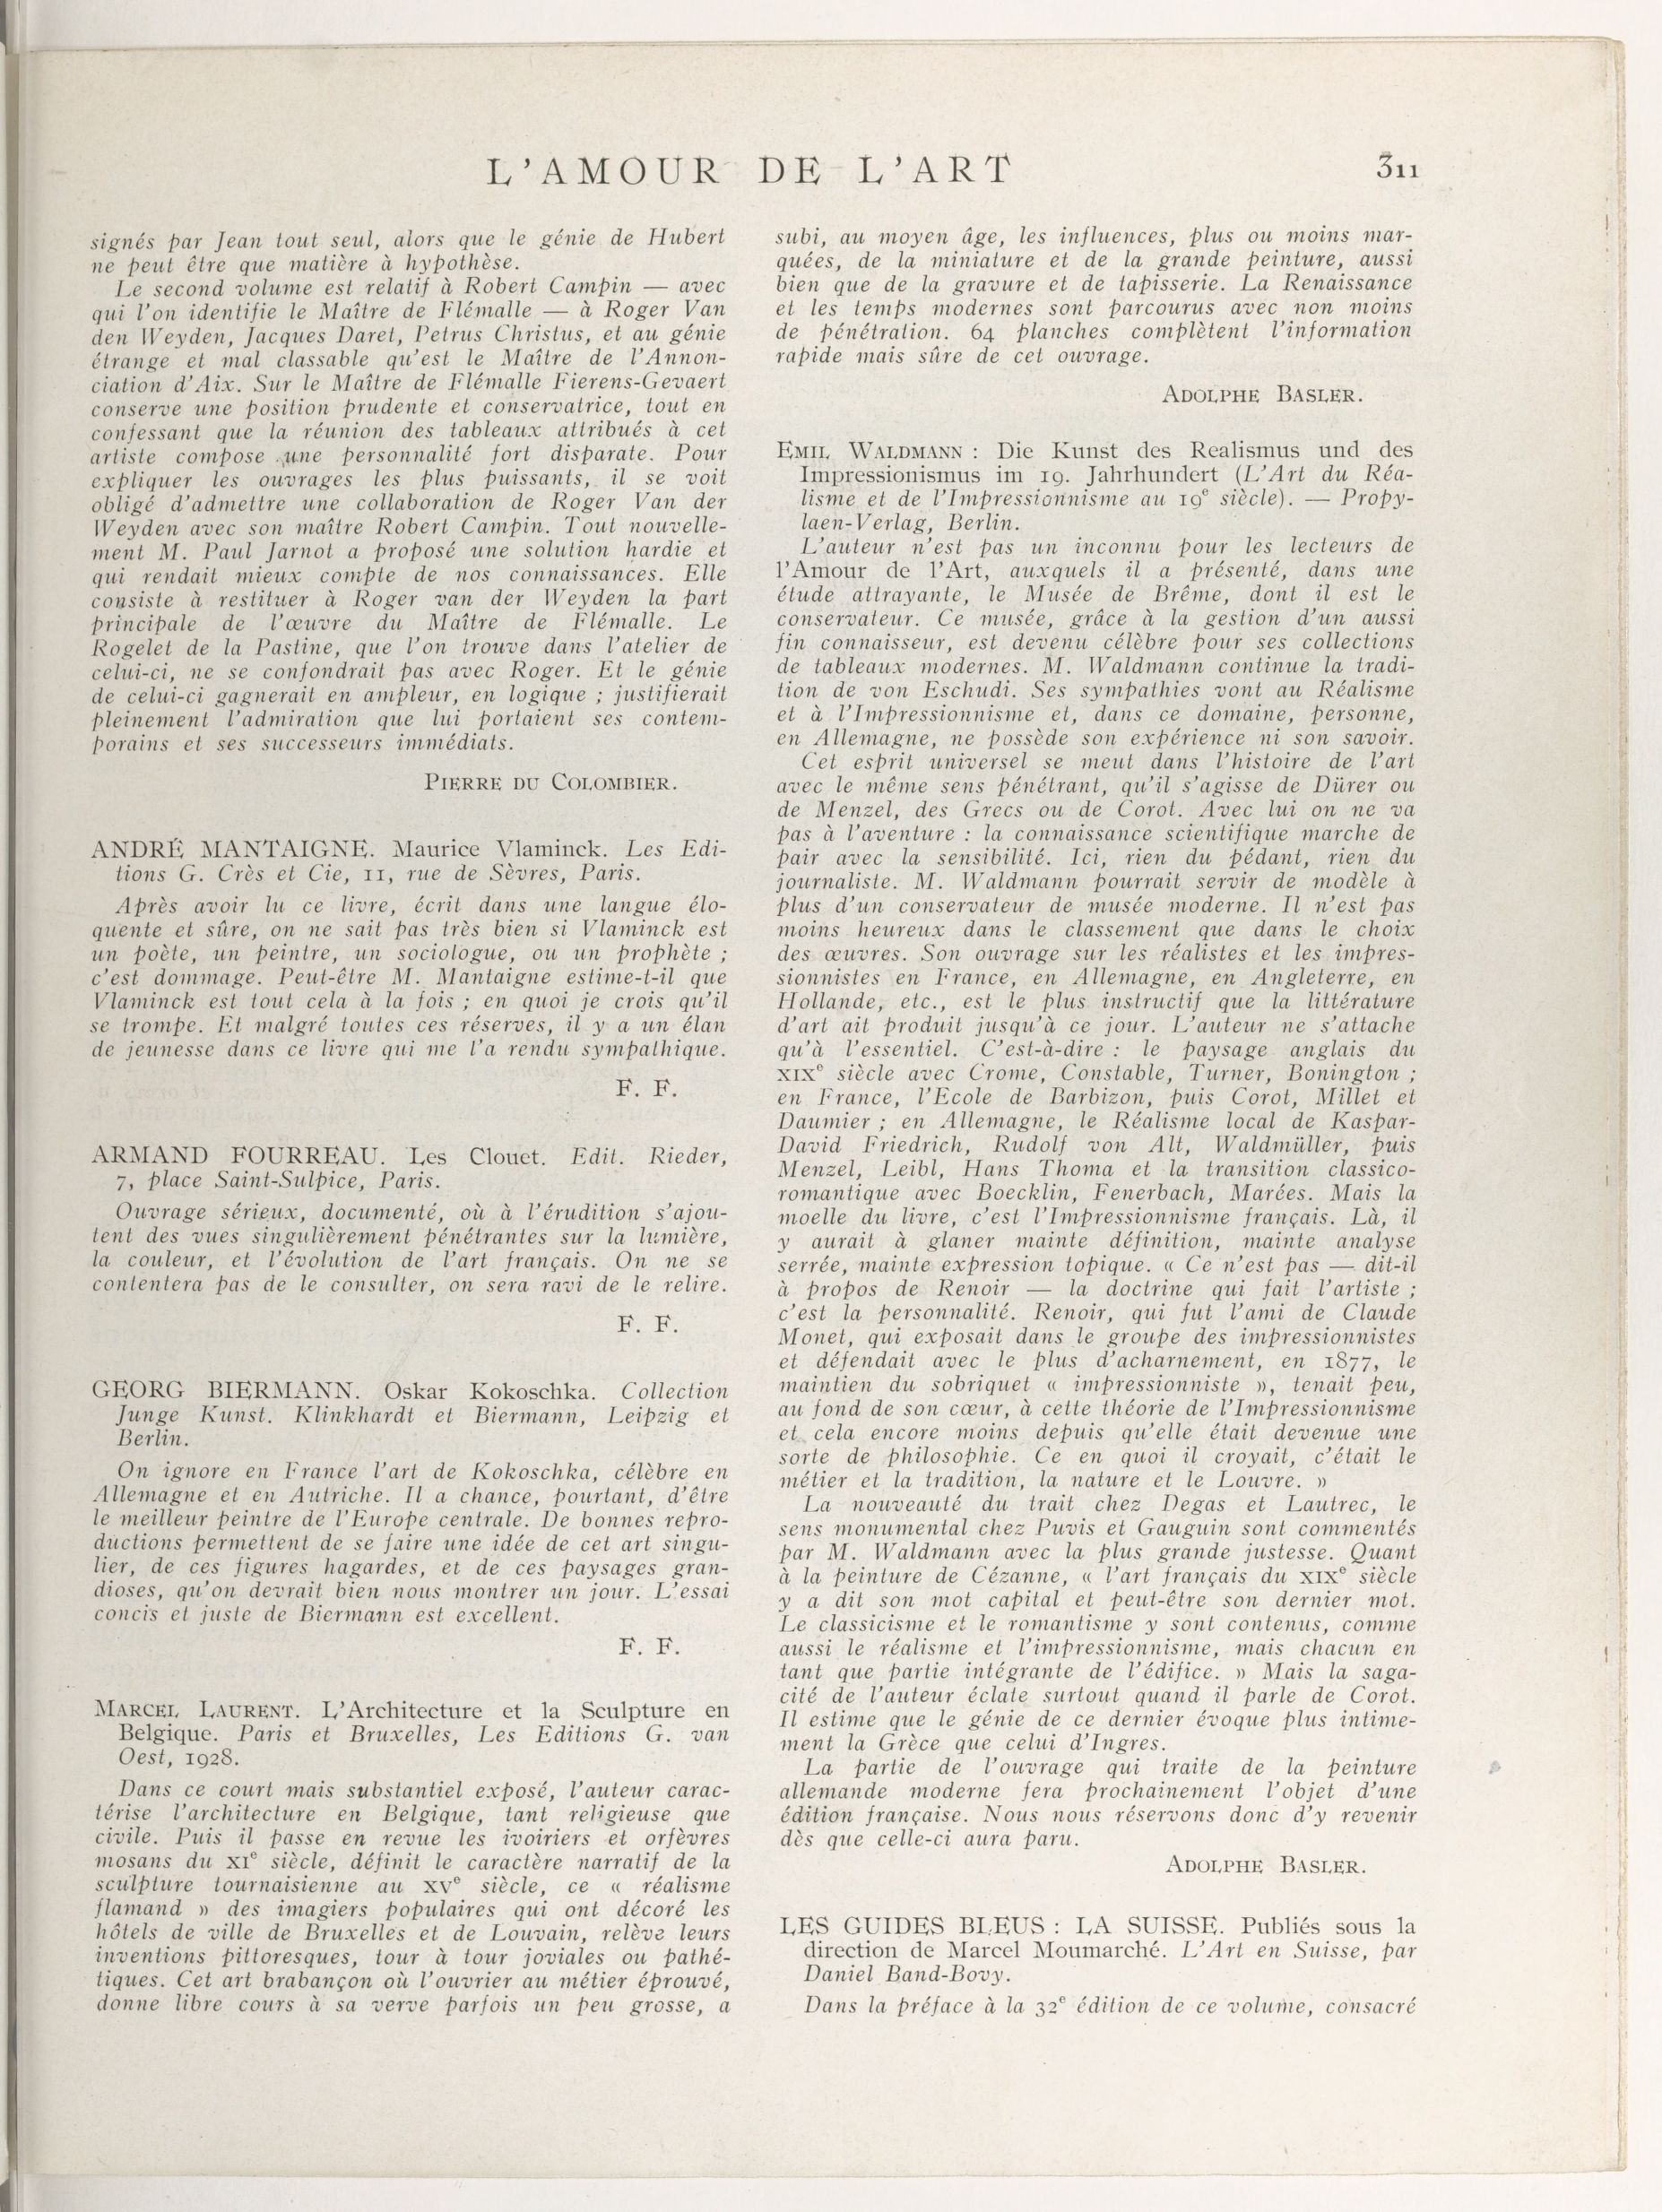 L'AMOUR DE L'ART
311
signés par Jean tout seul, alors que le génie de Hubert
ne peut être que matière à hypothèse.
Le second volume est relatif à Robert Campin — avec
qui l'on identifie le Maître de Flémalle — à Roger Van
den Weyden, Jacques Daret, Petrus Christus, et au génie
étrange et mal classable qu'est le Maître de l'Annon-
ciation d'Aix. Sur le Maître de Flémalle Fierens-Gevaert
conserve une position prudente et conservatrice, tout en
confessant que la réunion des tableaux attribués à cet
artiste compose une personnalité fort disparate. Pour
expliquer les ouvrages les plus puissants, il se voit
obligé d'admettre une collaboration de Roger Van der
Weyden avec son maître Robert Campin. Tout nouvelle-
ment M. Paul Jarnot a proposé une solution hardie et
qui rendait mieux compte de nos connaissances. Elle
consiste à restituer à Roger van der Weyden la part
principale de l'œuvre du Maître de Flémalle. Le
Rogelet de la Pastine, que l'on trouve dans l'atelier de
celui-ci, ne se confondrait pas avec Roger. Et le génie
de celui-ci gagnerait en ampleur, en logique ; justifierait
pleinement l'admiration que lui portaient ses contem-
porains et ses successeurs immédiats.
PIERRE DU COLOMBIER.
ANDRÉ MANTAIGNE. Maurice Vlaminck. Les Edi-
tions G. Crès et Cie, 11, rue de Sèvres, Paris.
Après avoir lu ce livre, écrit dans une langue élo-
quente et sûre, on ne sait pas très bien si Vlaminck est
un poète, un peintre, un sociologue, ou un prophète ;
c'est dommage. Peut-être M. Mantaigne estime-t-il que
Vlaminck est tout cela à la fois ; en quoi je crois qu'il
se trompe. Et malgré toutes ces réserves, il y a un élan
de jeunesse dans ce livre qui me l'a rendu sympathique.
F. F.
ARMAND FOURREAU. Les Clouet. Edit. Rieder,
7, place Saint-Sulpice, Paris.
Ouvrage sérieux, documenté, où à l'érudition s'ajou-
tent des vues singulièrement pénétrantes sur la lumière,
la couleur, et l'évolution de l'art français. On ne se
contentera pas de le consulter, on sera ravi de le relire.
F. F.
GEORG BIERMANN. Oskar Kokoschka. Collection
Junge Kunst. Klinkhardt et Biermann, Leipzig et
Berlin.
On ignore en France l'art de Kokoschka, célèbre en
Allemagne et en Autriche. Il a chance, pourtant, d'être
le meilleur peintre de l'Europe centrale. De bonnes repro-
ductions permettent de se faire une idée de cet art singu-
lier, de ces figures hagardes, et de ces paysages gran-
dioses, qu'on devrait bien nous montrer un jour. L'essai
concis et juste de Biermann est excellent.
F. F.
MARCEL LAURENT. L'Architecture et la Sculpture en
Belgique. Paris et Bruxelles, Les Editions G. van
Oest, 1928.
Dans ce court mais substantiel exposé, l'auteur carac-
térise l'architecture en Belgique, tant religieuse que
civile. Puis il passe en revue les ivoiriers et orfèvres
mosans du XIe siècle, définit le caractère narratif de la
sculpture tournaisienne au XVe siècle, ce « réalisme
flamand » des imagiers populaires qui ont décoré les
hôtels de ville de Bruxelles et de Louvain, relève leurs
inventions pittoresques, tour à tour joviales ou pathé-
tiques. Cet art brabançon où l'ouvrier au métier éprouvé,
donne libre cours à sa verve parfois un peu grosse, a
subi, au moyen âge, les influences, plus ou moins mar-
quées, de la miniature et de la grande peinture, aussi
bien que de la gravure et de tapisserie. La Renaissance
et les temps modernes sont parcourus avec non moins
de pénétration. 64 planches complètent l'information
rapide mais sûre de cet ouvrage.
ADOLPHE BASLER.
EMIL WALDMANN : Die Kunst des Realismus und des
Impressionismus im 19. Jahrhundert (L'Art du Réa-
lisme et de l'Impressionnisme au 19e siècle). — Propy-
laen-Verlag, Berlin.
L'auteur n'est pas un inconnu pour les lecteurs de
l'Amour de l'Art, auxquels il a présenté, dans une
étude attrayante, le Musée de Brême, dont il est le
conservateur. Ce musée, grâce à la gestion d'un aussi
fin connaisseur, est devenu célèbre pour ses collections
de tableaux modernes. M. Waldmann continue la tradi-
tion de von Eschudi. Ses sympathies vont au Réalisme
et à l'Impressionnisme et, dans ce domaine, personne,
en Allemagne, ne possède son expérience ni son savoir.
Cet esprit universel se meut dans l'histoire de l'art
avec le même sens pénétrant, qu'il s'agisse de Dürer ou
de Menzel, des Grecs ou de Corot. Avec lui on ne va
pas à l'aventure : la connaissance scientifique marche de
pair avec la sensibilité. Ici, rien du pédant, rien du
journaliste. M. Waldmann pourrait servir de modèle à
plus d'un conservateur de musée moderne. Il n'est pas
moins heureux dans le classement que dans le choix
des œuvres. Son ouvrage sur les réalistes et les impres-
sionnistes en France, en Allemagne, en Angleterre, en
Hollande, etc., est le plus instructif que la littérature
d'art ait produit jusqu'à ce jour. L'auteur ne s'attache
qu'à l'essentiel. C'est-à-dire : le paysage anglais du
XIXe siècle avec Crome, Constable, Turner, Bonington ;
en France, l'Ecole de Barbizon, puis Corot, Millet et
Daumier ; en Allemagne, le Réalisme local de Kaspar-
David Friedrich, Rudolf von Alt, Waldmüller, puis
Menzel, Leibl, Hans Thoma et la transition classico-
romantique avec Boecklin, Fenerbach, Marées. Mais la
moelle du livre, c'est l'Impressionnisme français. Là, il
y aurait à glaner mainte définition, mainte analyse
serrée, mainte expression topique. « Ce n'est pas — dit-il
à propos de Renoir — la doctrine qui fait l'artiste ;
c'est la personnalité. Renoir, qui fut l'ami de Claude
Monet, qui exposait dans le groupe des impressionnistes
et défendait avec le plus d'acharnement, en 1877, le
maintien du sobriquet « impressionniste », tenait peu,
au fond de son cœur, à cette théorie de l'Impressionnisme
et cela encore moins depuis qu'elle était devenue une
sorte de philosophie. Ce en quoi il croyait, c'était le
métier et la tradition, la nature et le Louvre. »
La nouveauté du trait chez Degas et Lautrec, le
sens monumental chez Puvis et Gauguin sont commentés
par M. Waldmann avec la plus grande justesse. Quant
à la peinture de Cézanne, « l'art français du XIXe siècle
y a dit son mot capital et peut-être son dernier mot.
Le classicisme et le romantisme y sont contenus, comme
aussi le réalisme et l'impressionnisme, mais chacun en
tant que partie intégrante de l'édifice. » Mais la saga-
cité de l'auteur éclate surtout quand il parle de Corot.
Il estime que le génie de ce dernier évoque plus intime-
ment la Grèce que celui d'Ingres.
La partie de l'ouvrage qui traite de la peinture
allemande moderne fera prochainement l'objet d'une
édition française. Nous nous réservons donc d'y revenir
dès que celle-ci aura paru.
ADOLPHE BASLER.
LES GUIDES BLEUS : LA SUISSE. Publiés sous la
direction de Marcel Moumarché. L'Art en Suisse, par
Daniel Band-Bovy.
Dans la préface à la 32e édition de ce volume, consacré